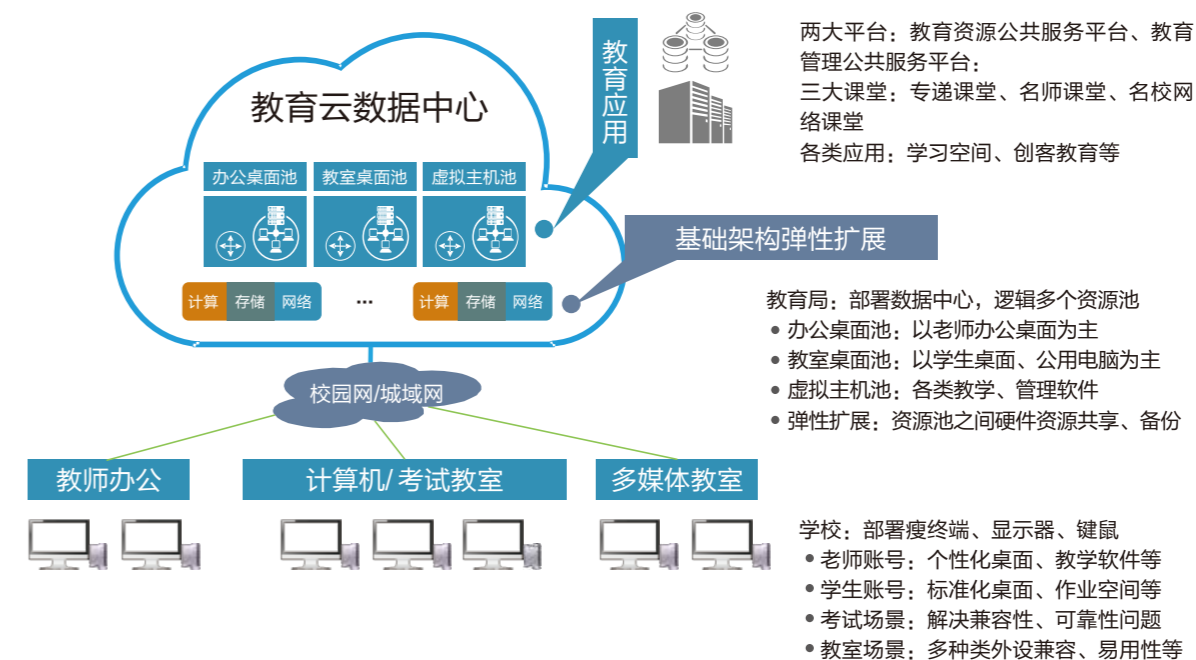 教育云数据中心
办公桌面池
教室桌面池
虚拟主机池
计算 存储 网络 ... 计算 存储 网络
教育应用
两大平台：教育资源公共服务平台、教育
管理公共服务平台；
三大课堂：专递课堂、名师课堂、名校网
络课堂
各类应用：学习空间、创客教育等
基础架构弹性扩展
教育局：部署数据中心，逻辑多个资源池
• 办公桌面池：以老师办公桌面为主
• 教室桌面池：以学生桌面、公用电脑为主
• 虚拟主机池：各类教学、管理软件
• 弹性扩展：资源池之间硬件资源共享、备份
校园网/城域网
教师办公
计算机/ 考试教室
多媒体教室
学校：部署瘦终端、显示器、键鼠
• 老师账号：个性化桌面、教学软件等
• 学生账号：标准化桌面、作业空间等
• 考试场景：解决兼容性、可靠性问题
• 教室场景：多种类外设兼容、易用性等